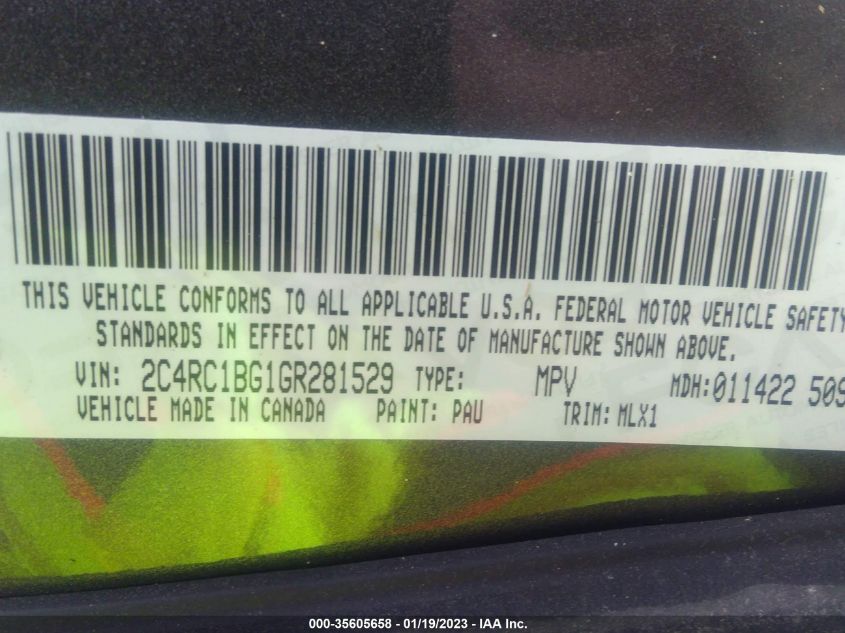 THIS VEHICLE CONFORMS TO ALL APPLICABLE U.S.A. FEDERAL MOTOR VEHICLE SAFETY
STANDARDS IN EFFECT ON THE DATE OF MANUFACTURE SHOWN ABOVE.
VIN: 2C4RC1BG1GR281529 TYPE: MPV MDH:011422 509
VEHICLE MADE IN CANADA PAINT: PAU TRIM: MLX1
000-35605658 - 01/19/2023 - IAA Inc.